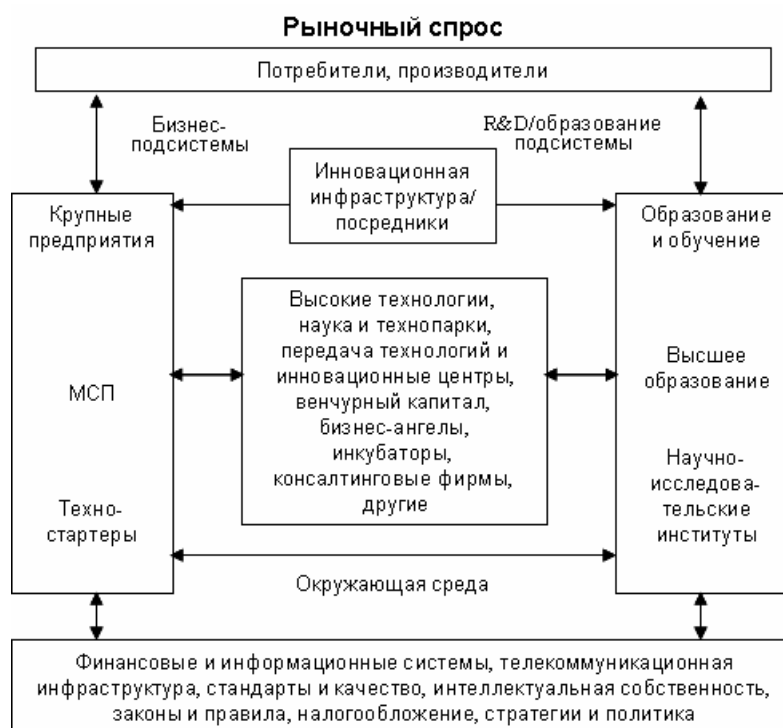 Рыночный спрос
Потребители, производители
Бизнес-
подсистемы
R&D/образование
подсистемы
Инновационная
инфраструктура/
посредники
Крупные
предприятия
МСП
Техно-
стартеры
Высокие технологии,
наука и технопарки,
передача технологий и
инновационные центры,
венчурный капитал,
бизнес-ангелы,
инкубаторы,
консалтинговые фирмы,
другие
Образование
и обучение
Высшее
образование
Научно-
исследова-
тельские
институты
Окружающая среда
Финансовые и информационные системы, телекоммуникационная
инфраструктура, стандарты и качество, интеллектуальная собственность,
законы и правила, налогообложение, стратегии и политика